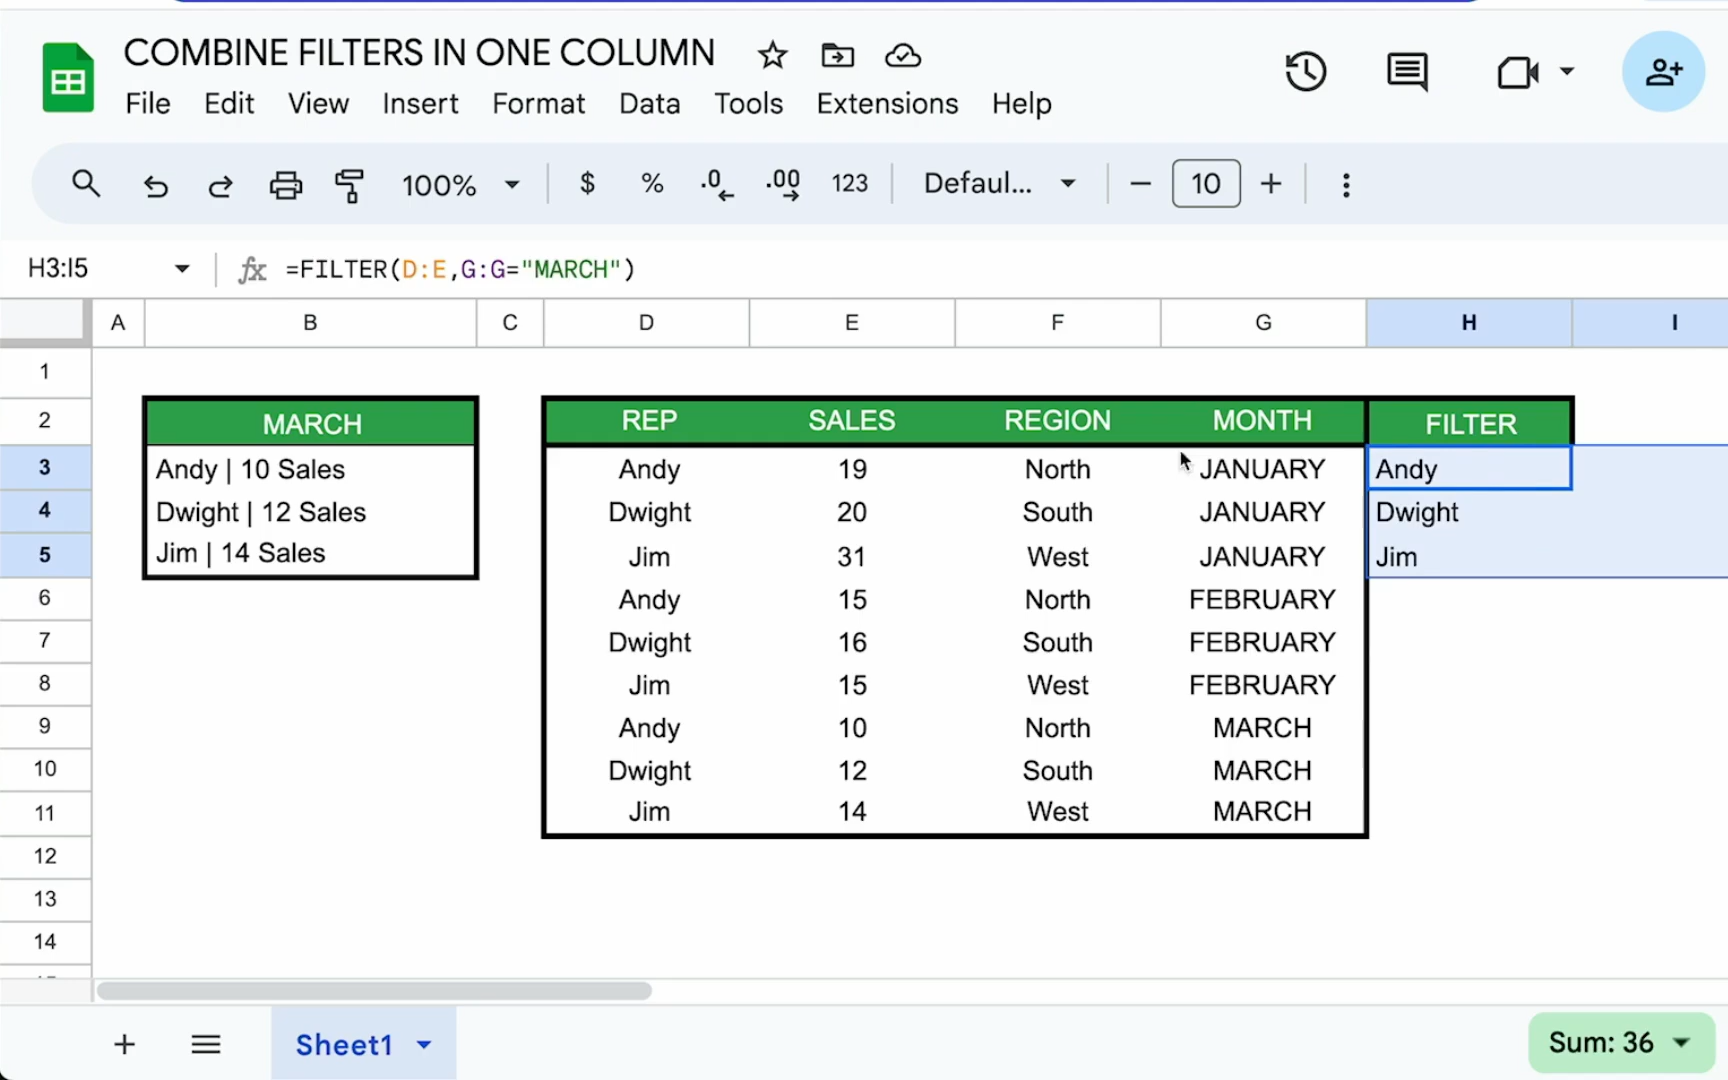 COMBINE FILTERS IN ONE COLUMN
File Edit View Insert Format Data Tools Extensions Help
100% $ % .0 .00 123 Defaul... − 10 +
H3:I5 fx =FILTER(D:E,G:G="MARCH")
A B C D E F G H I
1
2 MARCH REP SALES REGION MONTH FILTER
3 Andy | 10 Sales Andy 19 North JANUARY Andy
4 Dwight | 12 Sales Dwight 20 South JANUARY Dwight
5 Jim | 14 Sales Jim 31 West JANUARY Jim
6 Andy 15 North FEBRUARY
7 Dwight 16 South FEBRUARY
8 Jim 15 West FEBRUARY
9 Andy 10 North MARCH
10 Dwight 12 South MARCH
11 Jim 14 West MARCH
12
13
14
+ Sheet1 Sum: 36